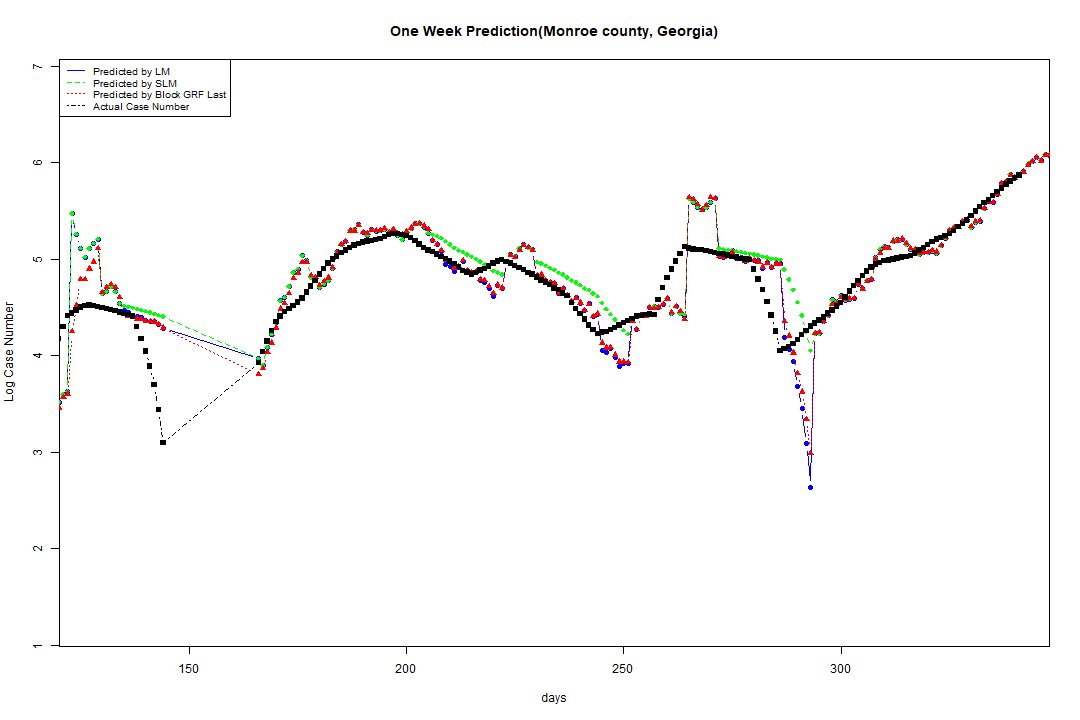 One Week Prediction(Monroe county, Georgia)
Predicted by LM
Predicted by SLM
Predicted by Block GRF Last
Actual Case Number
7
6
5
4
3
2
1
Log Case Number
150 200 250 300
days